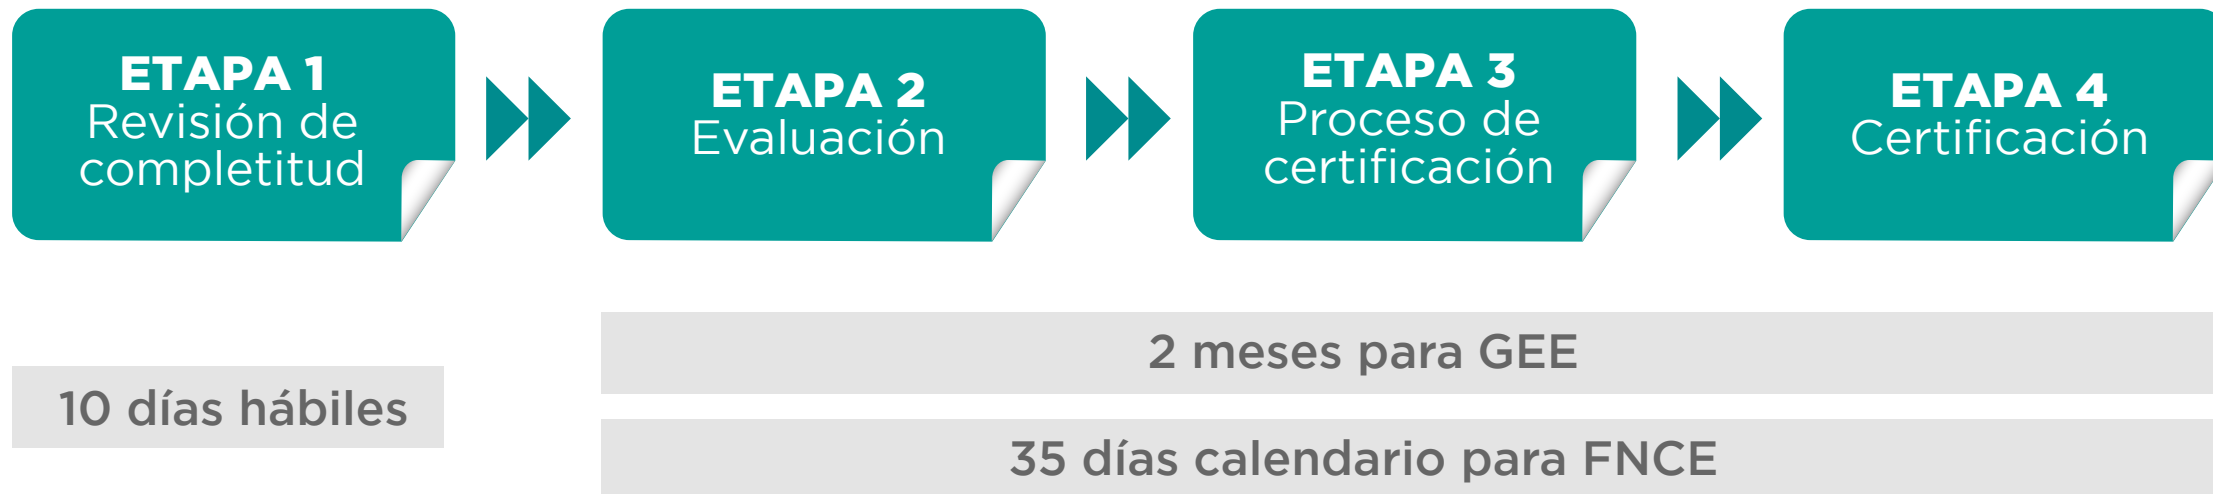 ETAPA 1
Revisión de
completitud
ETAPA 2
Evaluación
ETAPA 3
Proceso de
certificación
ETAPA 4
Certificación
10 días hábiles
2 meses para GEE
35 días calendario para FNCE